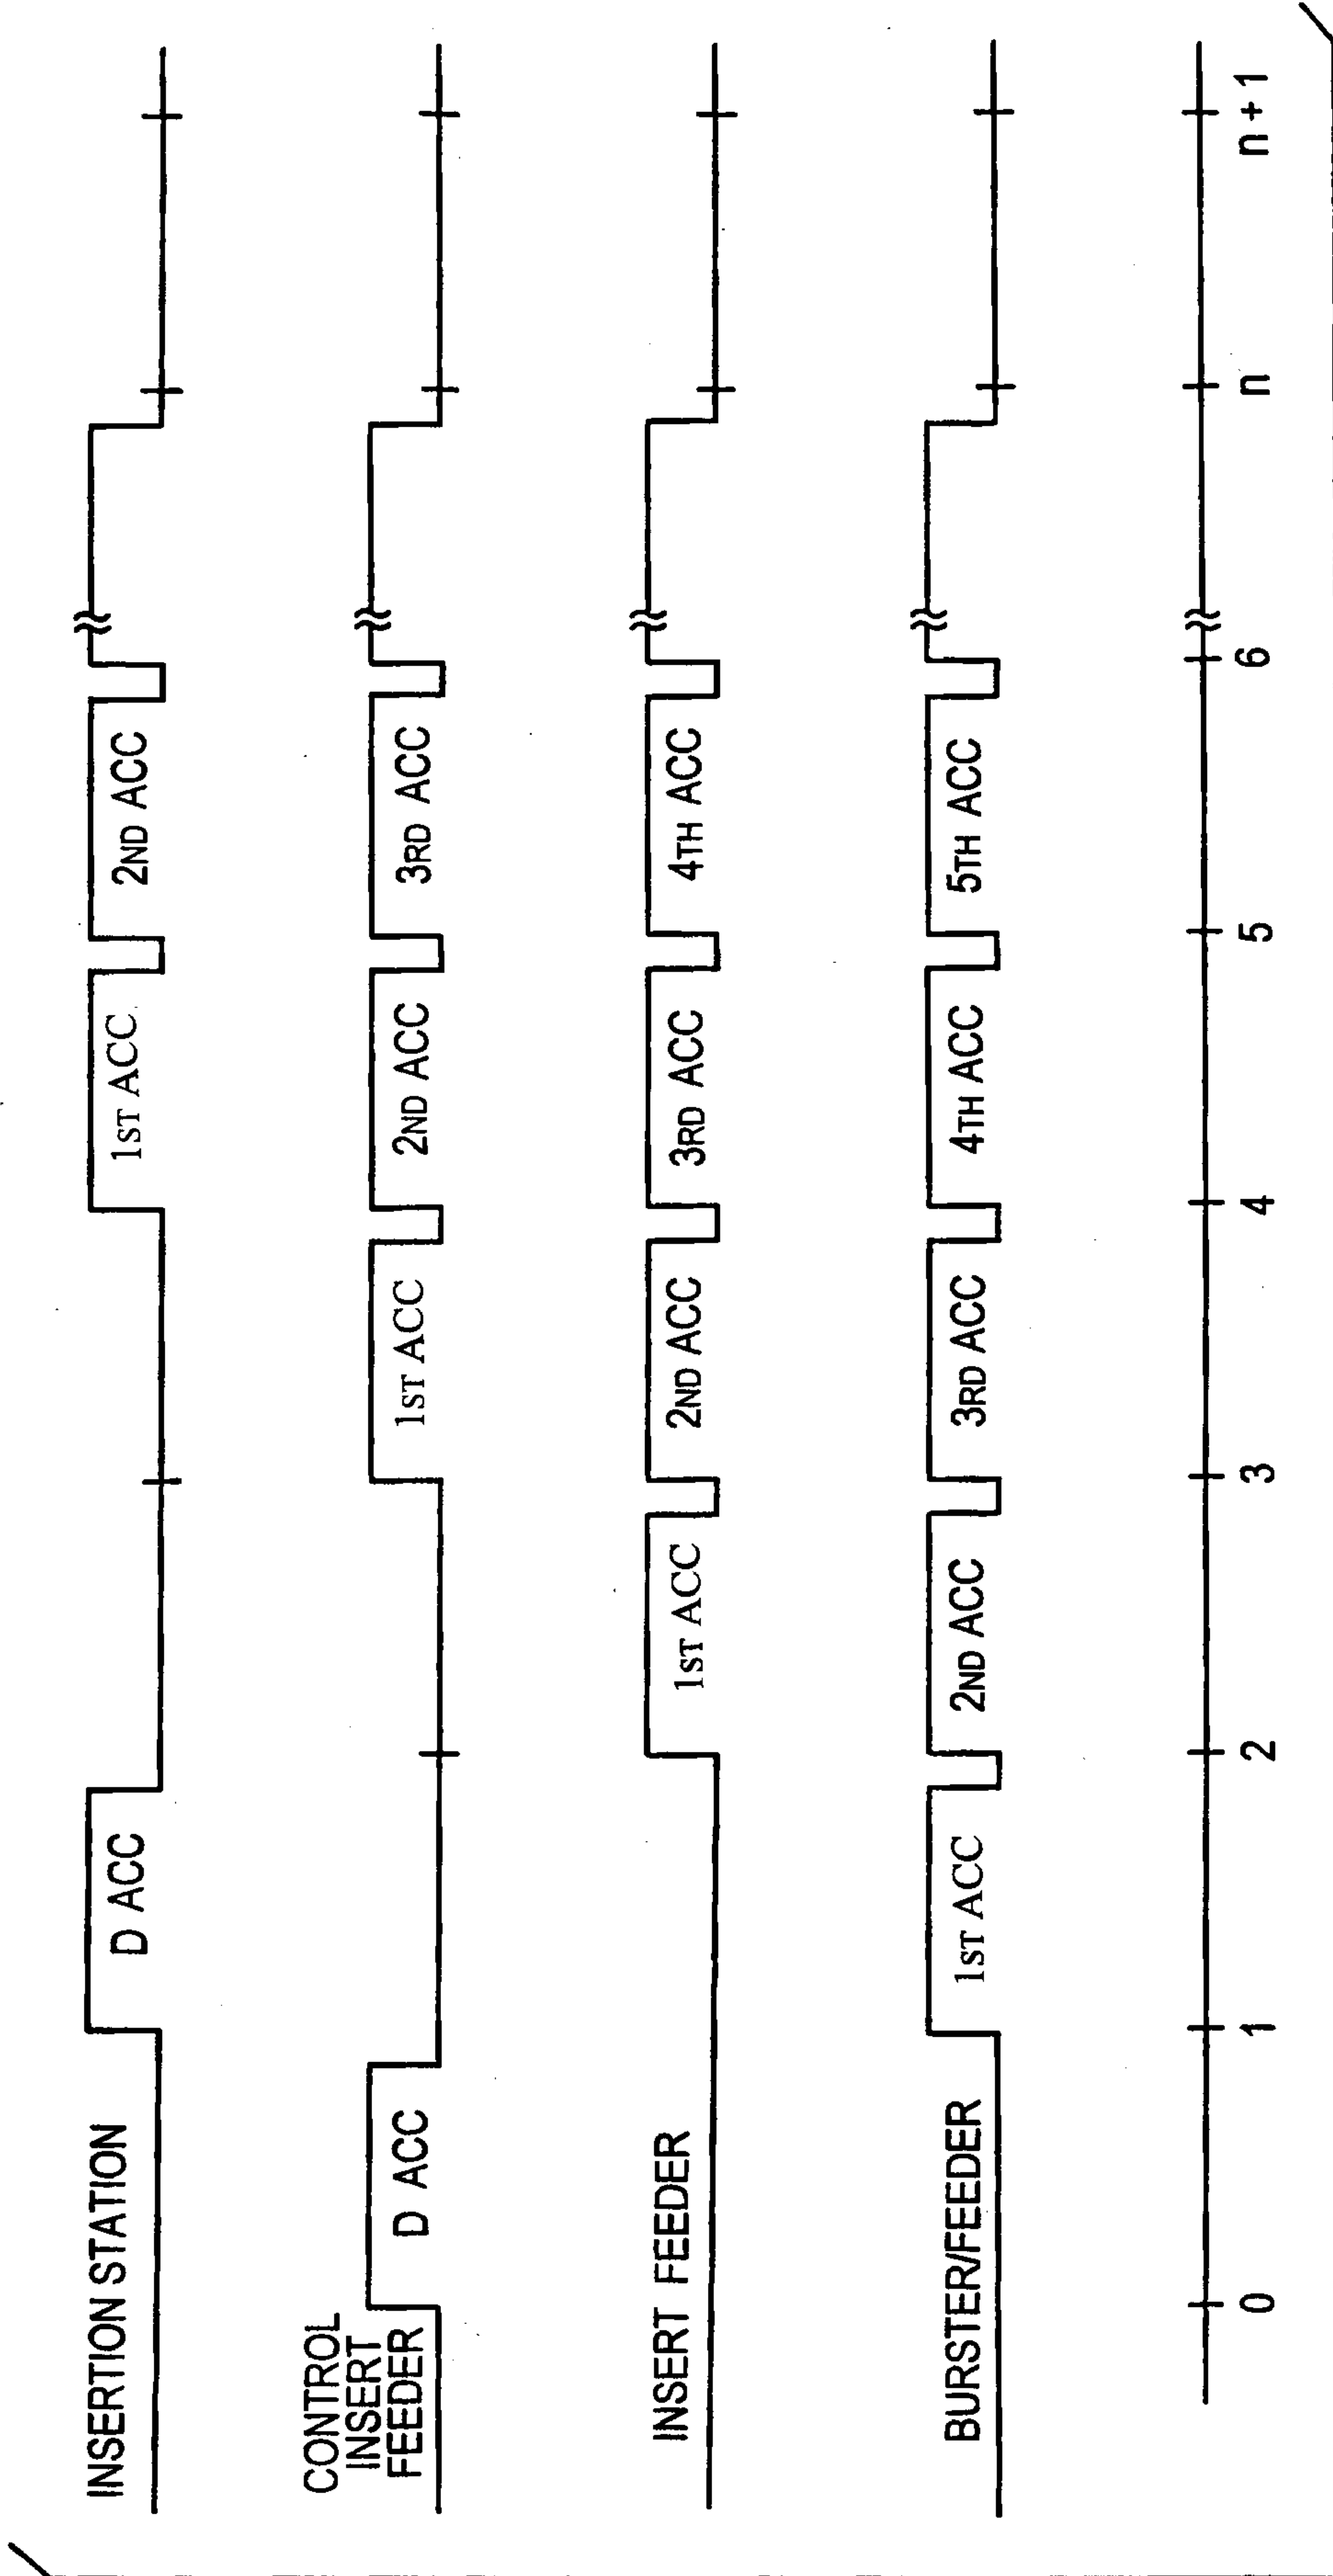 INSERTION STATION
D ACC
1ST ACC
2ND ACC
CONTROL
INSERT
FEEDER
D ACC
1ST ACC
2ND ACC
3RD ACC
INSERT FEEDER
1ST ACC
2ND ACC
3RD ACC
4TH ACC
BURSTER/FEEDER
1ST ACC
2ND ACC
3RD ACC
4TH ACC
5TH ACC
0 1 2 3 4 5 6 n n + 1